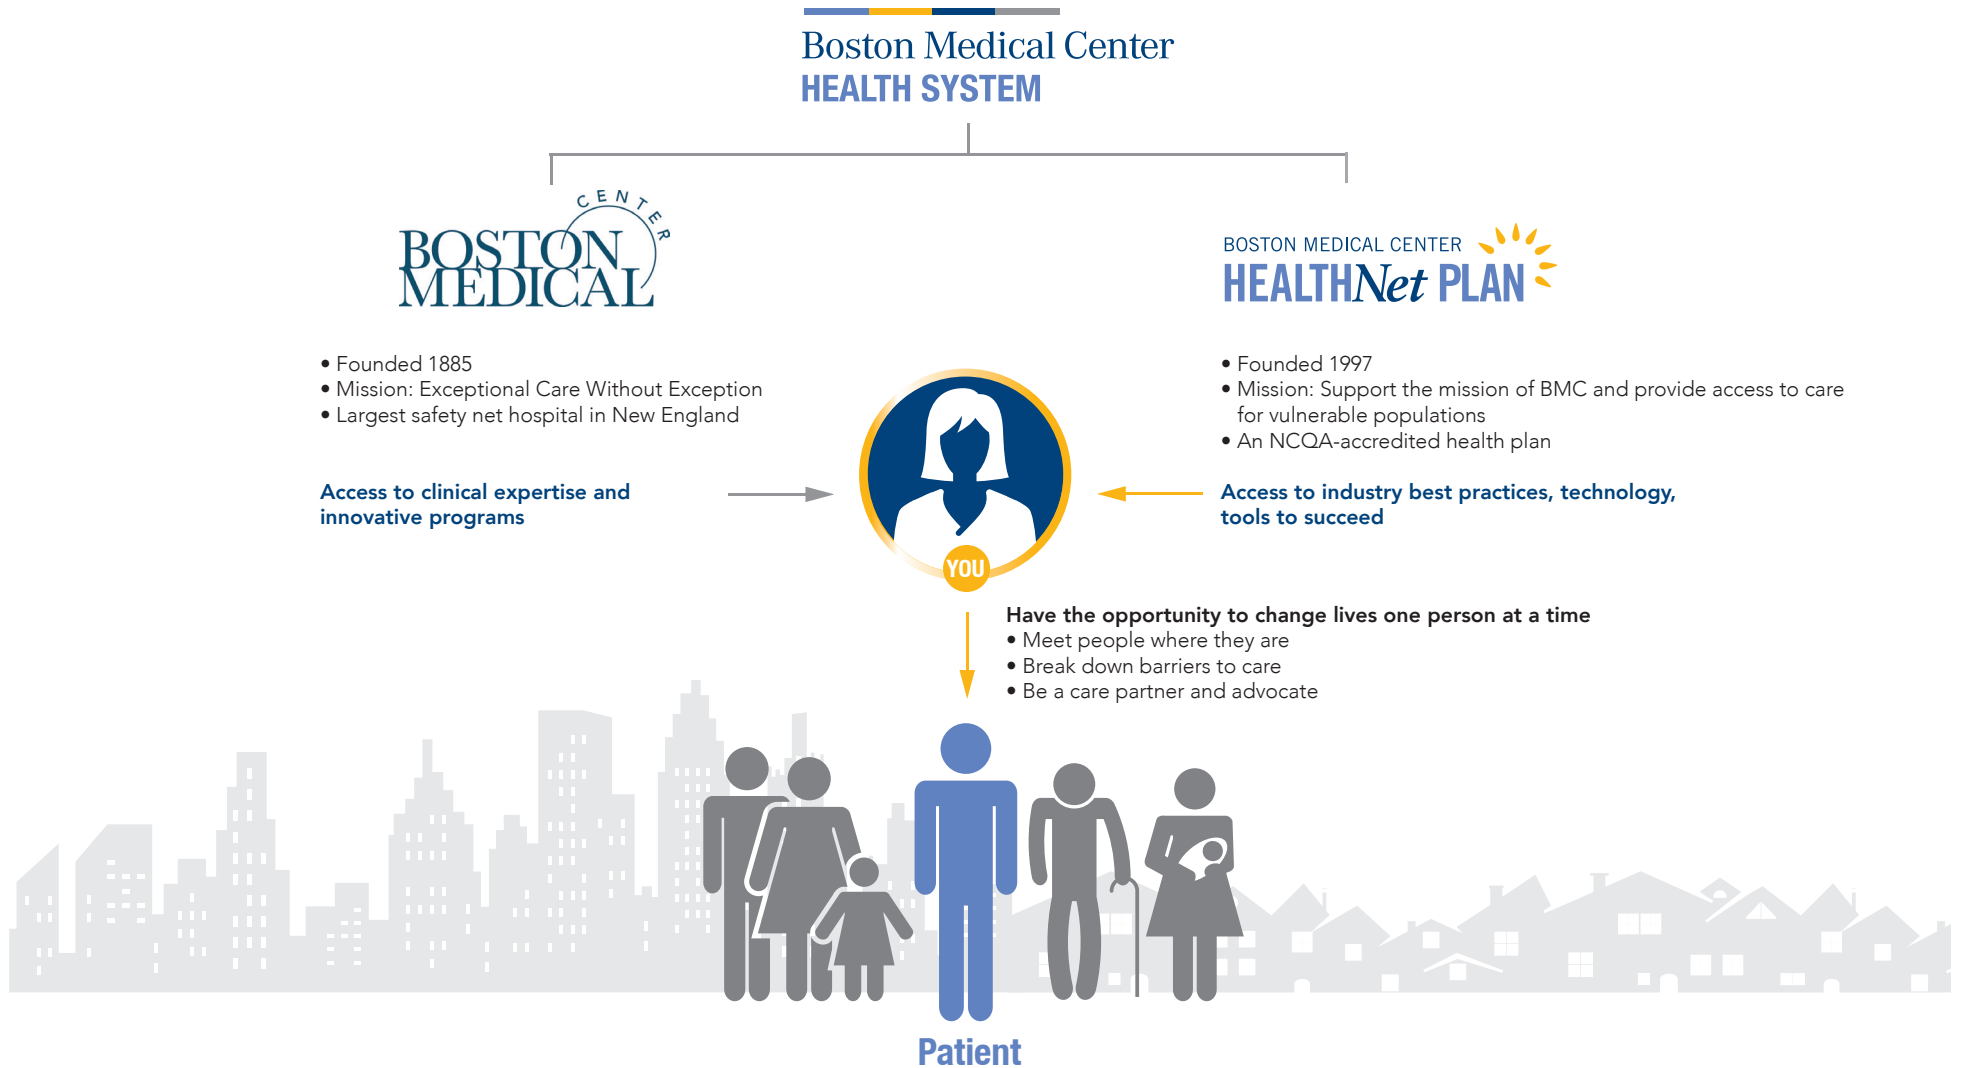 Boston Medical Center
HEALTH SYSTEM
CENTER
BOSTON
MEDICAL
BOSTON MEDICAL CENTER
HEALTHNet PLAN
• Founded 1885
• Mission: Exceptional Care Without Exception
• Largest safety net hospital in New England
Access to clinical expertise and
innovative programs
• Founded 1997
• Mission: Support the mission of BMC and provide access to care
for vulnerable populations
• An NCQA-accredited health plan
Access to industry best practices, technology,
tools to succeed
YOU
Have the opportunity to change lives one person at a time
• Meet people where they are
• Break down barriers to care
• Be a care partner and advocate
Patient